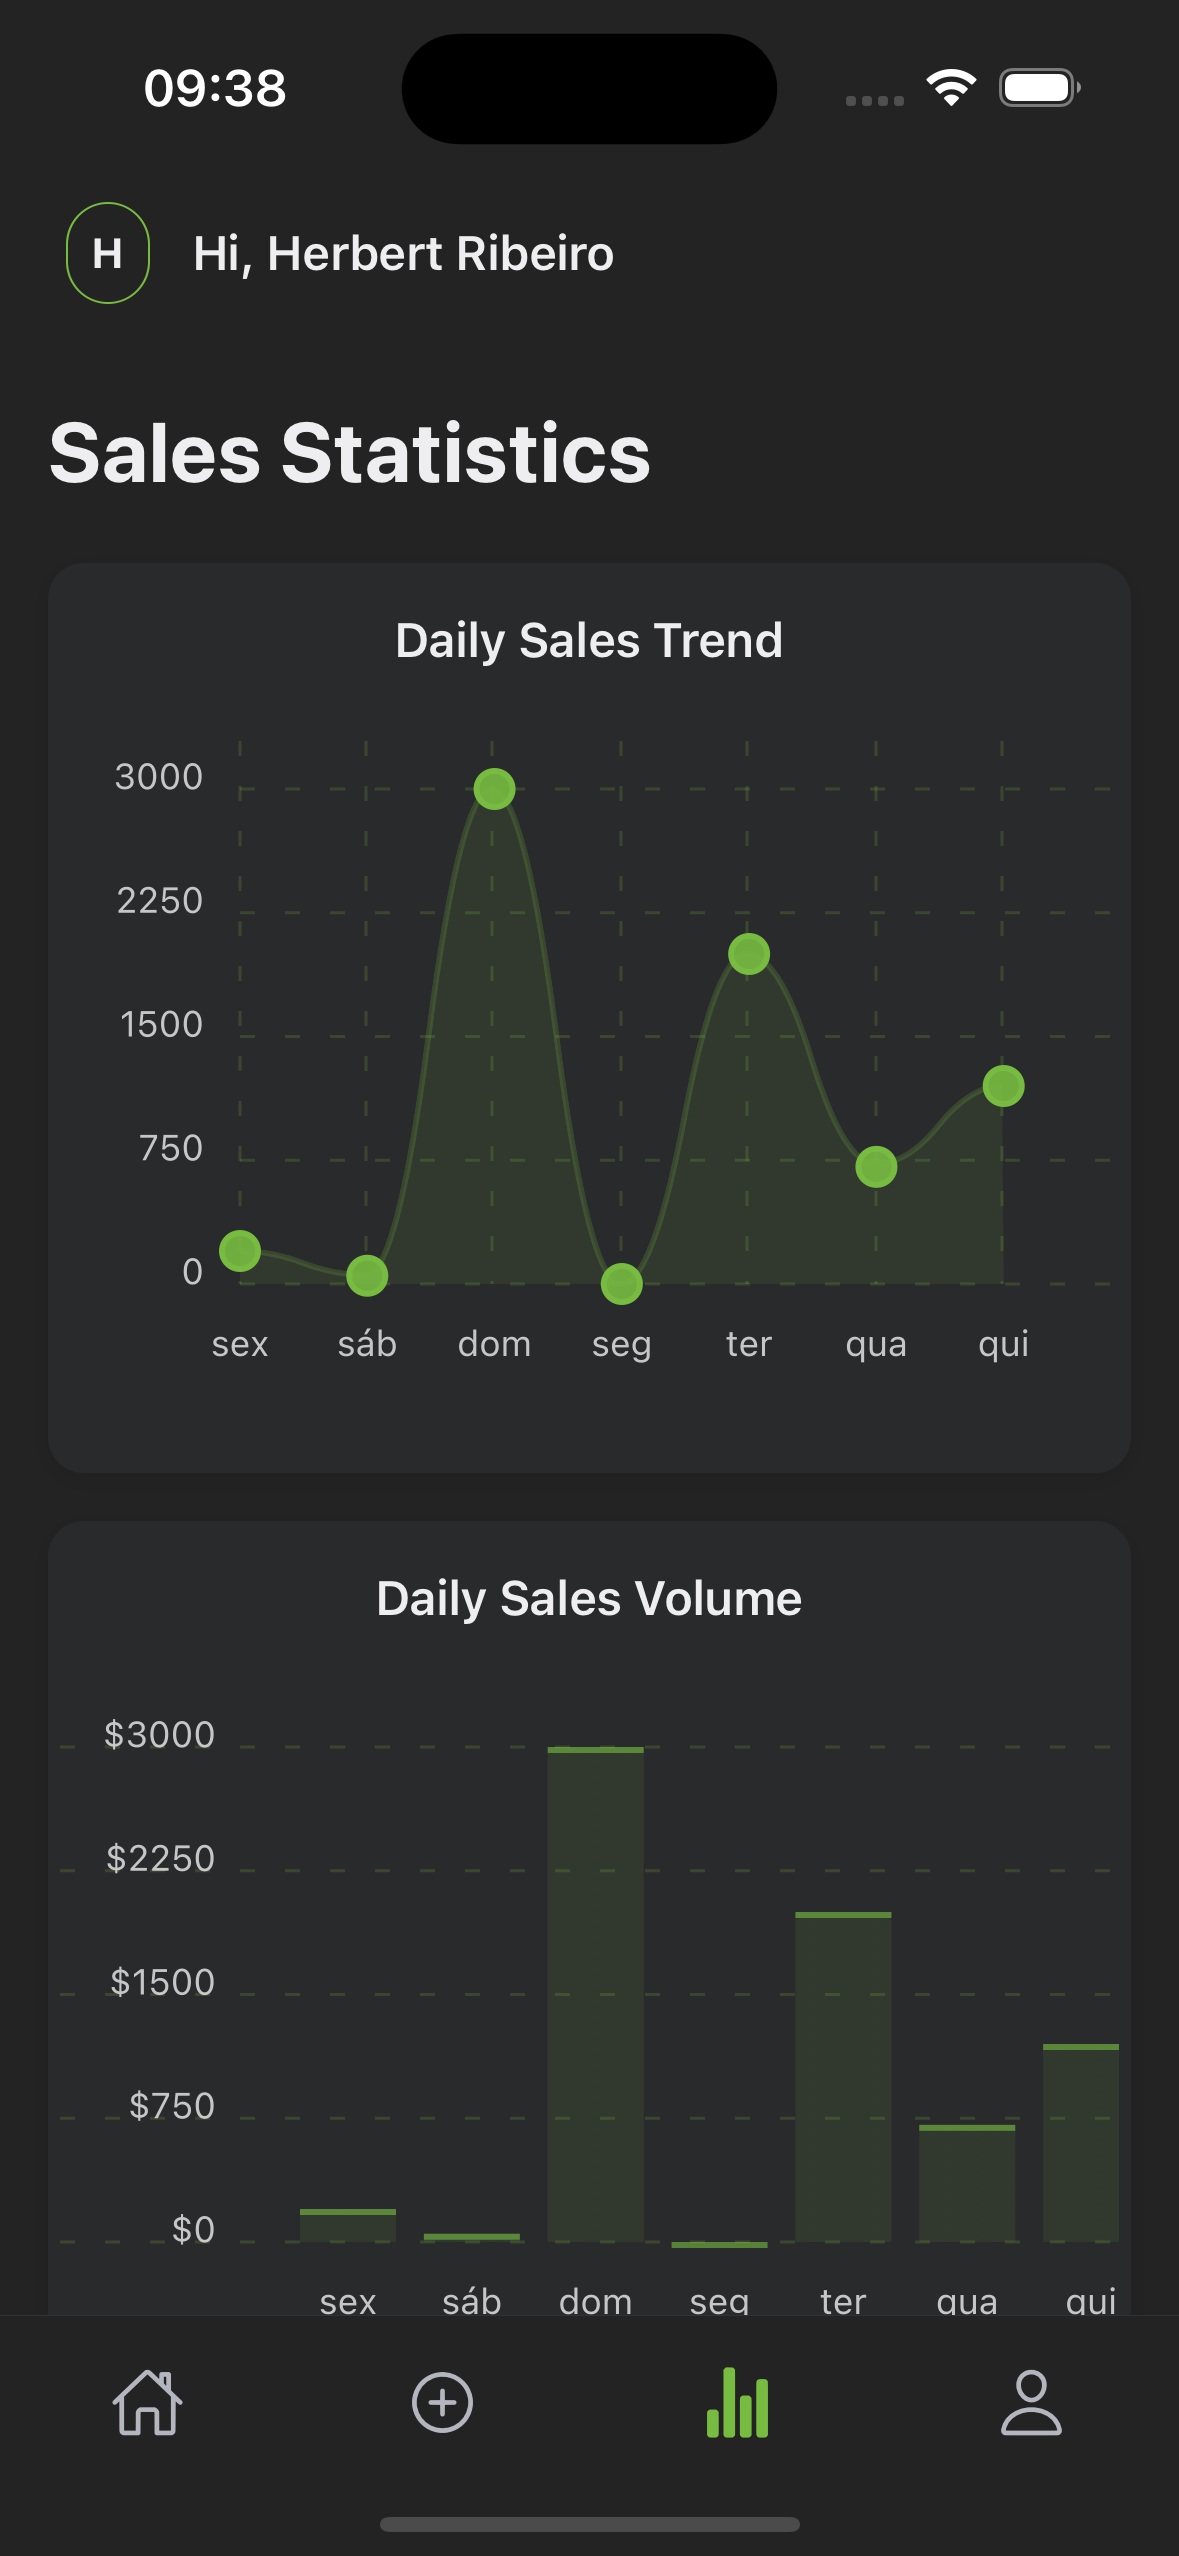 09:38
H
Hi, Herbert Ribeiro
Sales Statistics
Daily Sales Trend
3000
2250
1500
750
0
sex sáb dom seg ter qua qui
Daily Sales Volume
$3000
$2250
$1500
$750
$0
sex sáb dom seg ter qua qui